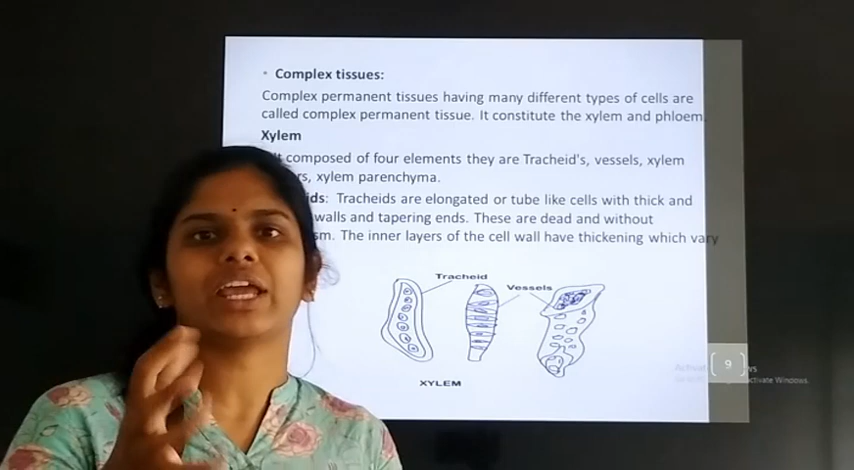 • Complex tissues:
Complex permanent tissues having many different types of cells are
called complex permanent tissue. It constitute the xylem and phloem.
Xylem
It composed of four elements they are Tracheid's, vessels, xylem
xylem parenchyma.
Tracheids are elongated or tube like cells with thick and
walls and tapering ends. These are dead and without
The inner layers of the cell wall have thickening which vary
Tracheid
Vessels
XYLEM
9
Activate Windows.